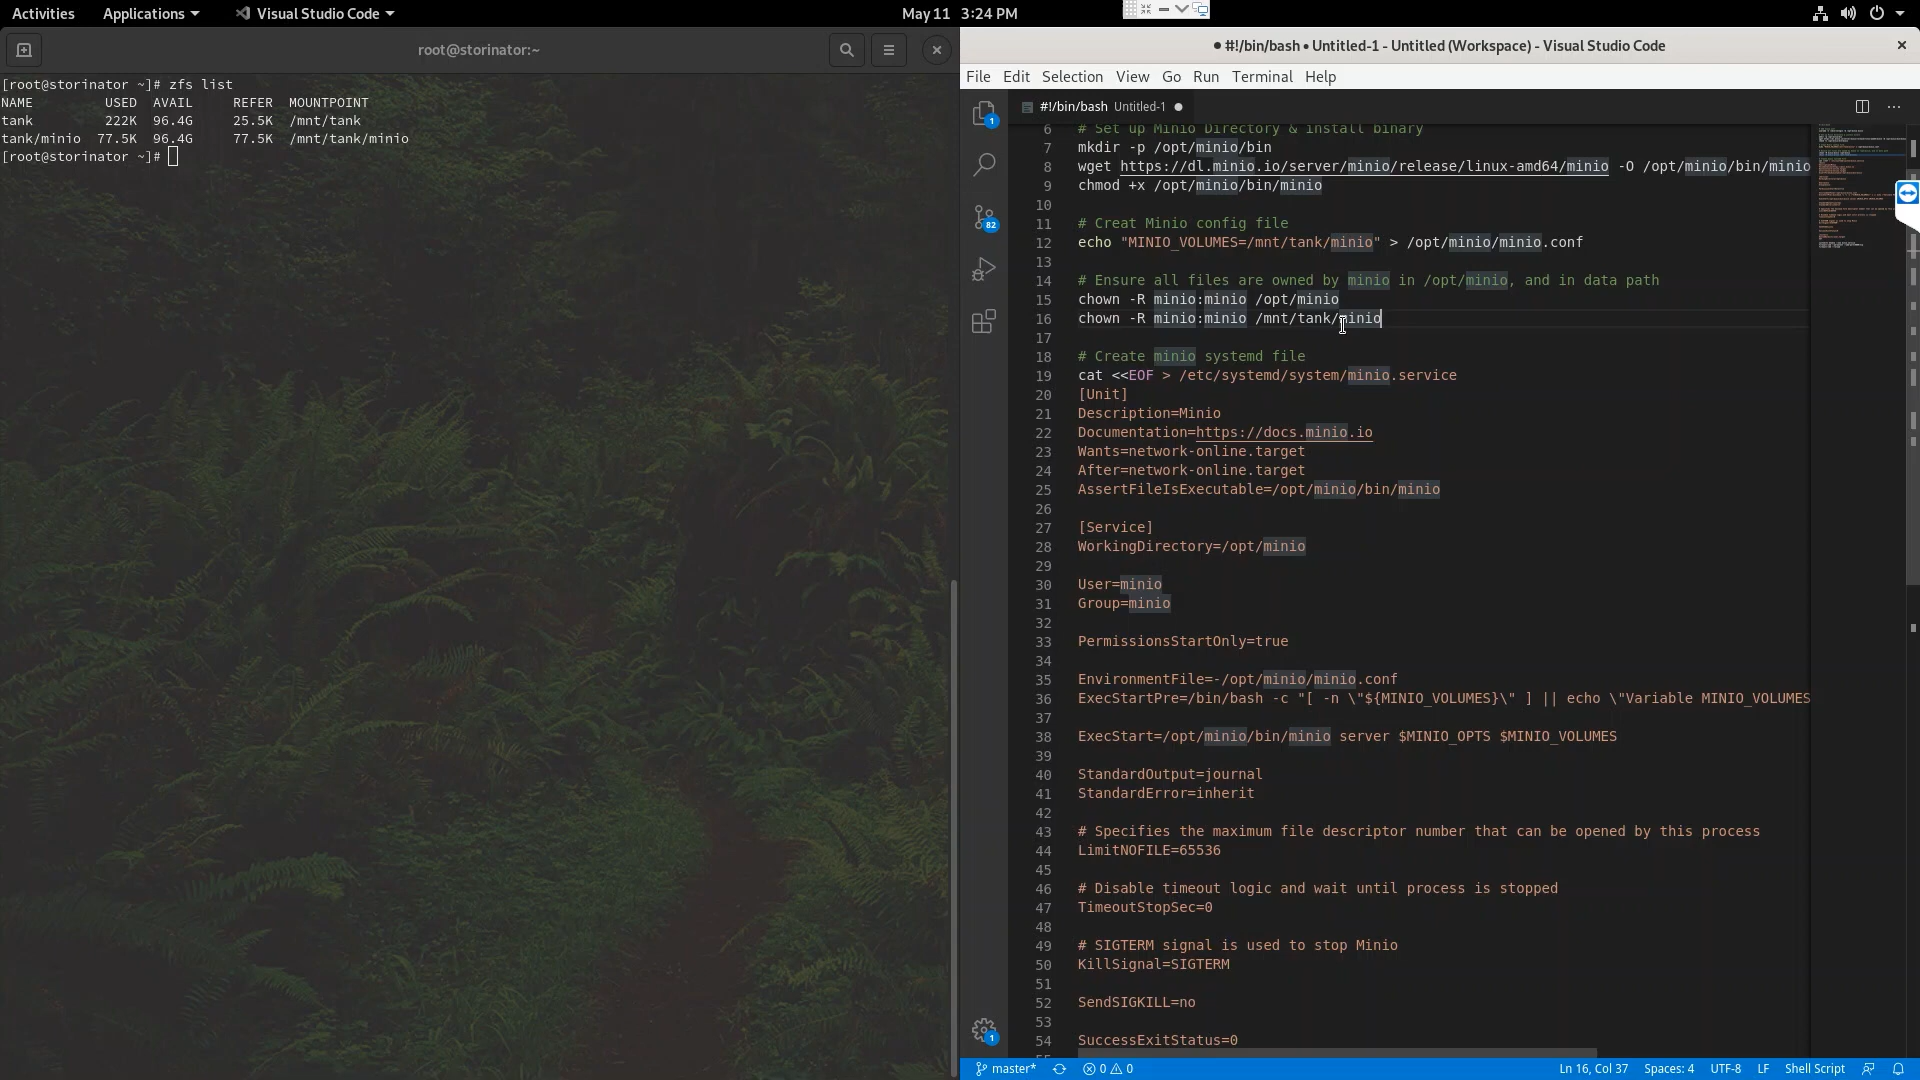 Activities Applications Visual Studio Code May 11 3:24 PM
root@storinator:~
[root@storinator ~]# zfs list
NAME USED AVAIL REFER MOUNTPOINT
tank 222K 96.4G 25.5K /mnt/tank
tank/minio 77.5K 96.4G 77.5K /mnt/tank/minio
[root@storinator ~]#
● #!/bin/bash • Untitled-1 - Untitled (Workspace) - Visual Studio Code
File Edit Selection View Go Run Terminal Help
#!/bin/bash Untitled-1
1
82
1
6 # Set up Minio Directory & install binary
7 mkdir -p /opt/minio/bin
8 wget https://dl.minio.io/server/minio/release/linux-amd64/minio -O /opt/minio/bin/minio
9 chmod +x /opt/minio/bin/minio
10
11 # Creat Minio config file
12 echo "MINIO_VOLUMES=/mnt/tank/minio" > /opt/minio/minio.conf
13
14 # Ensure all files are owned by minio in /opt/minio, and in data path
15 chown -R minio:minio /opt/minio
16 chown -R minio:minio /mnt/tank/minio
17
18 # Create minio systemd file
19 cat <<EOF > /etc/systemd/system/minio.service
20 [Unit]
21 Description=Minio
22 Documentation=https://docs.minio.io
23 Wants=network-online.target
24 After=network-online.target
25 AssertFileIsExecutable=/opt/minio/bin/minio
26
27 [Service]
28 WorkingDirectory=/opt/minio
29
30 User=minio
31 Group=minio
32
33 PermissionsStartOnly=true
34
35 EnvironmentFile=-/opt/minio/minio.conf
36 ExecStartPre=/bin/bash -c "[ -n \"${MINIO_VOLUMES}\" ] || echo \"Variable MINIO_VOLUMES
37
38 ExecStart=/opt/minio/bin/minio server $MINIO_OPTS $MINIO_VOLUMES
39
40 StandardOutput=journal
41 StandardError=inherit
42
43 # Specifies the maximum file descriptor number that can be opened by this process
44 LimitNOFILE=65536
45
46 # Disable timeout logic and wait until process is stopped
47 TimeoutStopSec=0
48
49 # SIGTERM signal is used to stop Minio
50 KillSignal=SIGTERM
51
52 SendSIGKILL=no
53
54 SuccessExitStatus=0
master* 0 0 Ln 16, Col 37 Spaces: 4 UTF-8 LF Shell Script